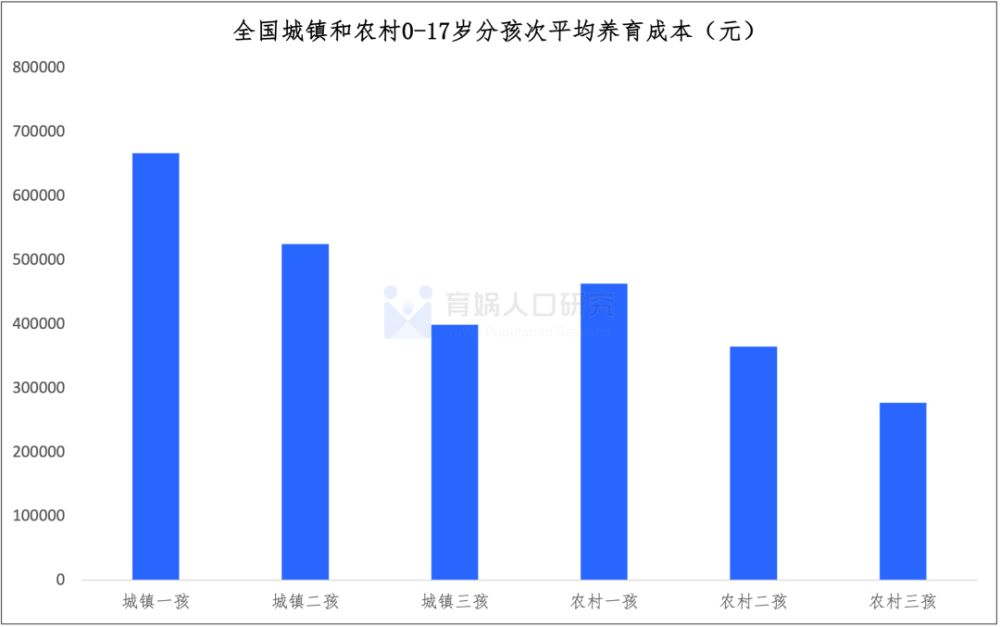 全国城镇和农村0-17岁分孩次平均养育成本（元）
800000
700000
600000
500000
400000
300000
200000
100000
0
育娲人口研究
Population Research
城镇一孩
城镇二孩
城镇三孩
农村一孩
农村二孩
农村三孩